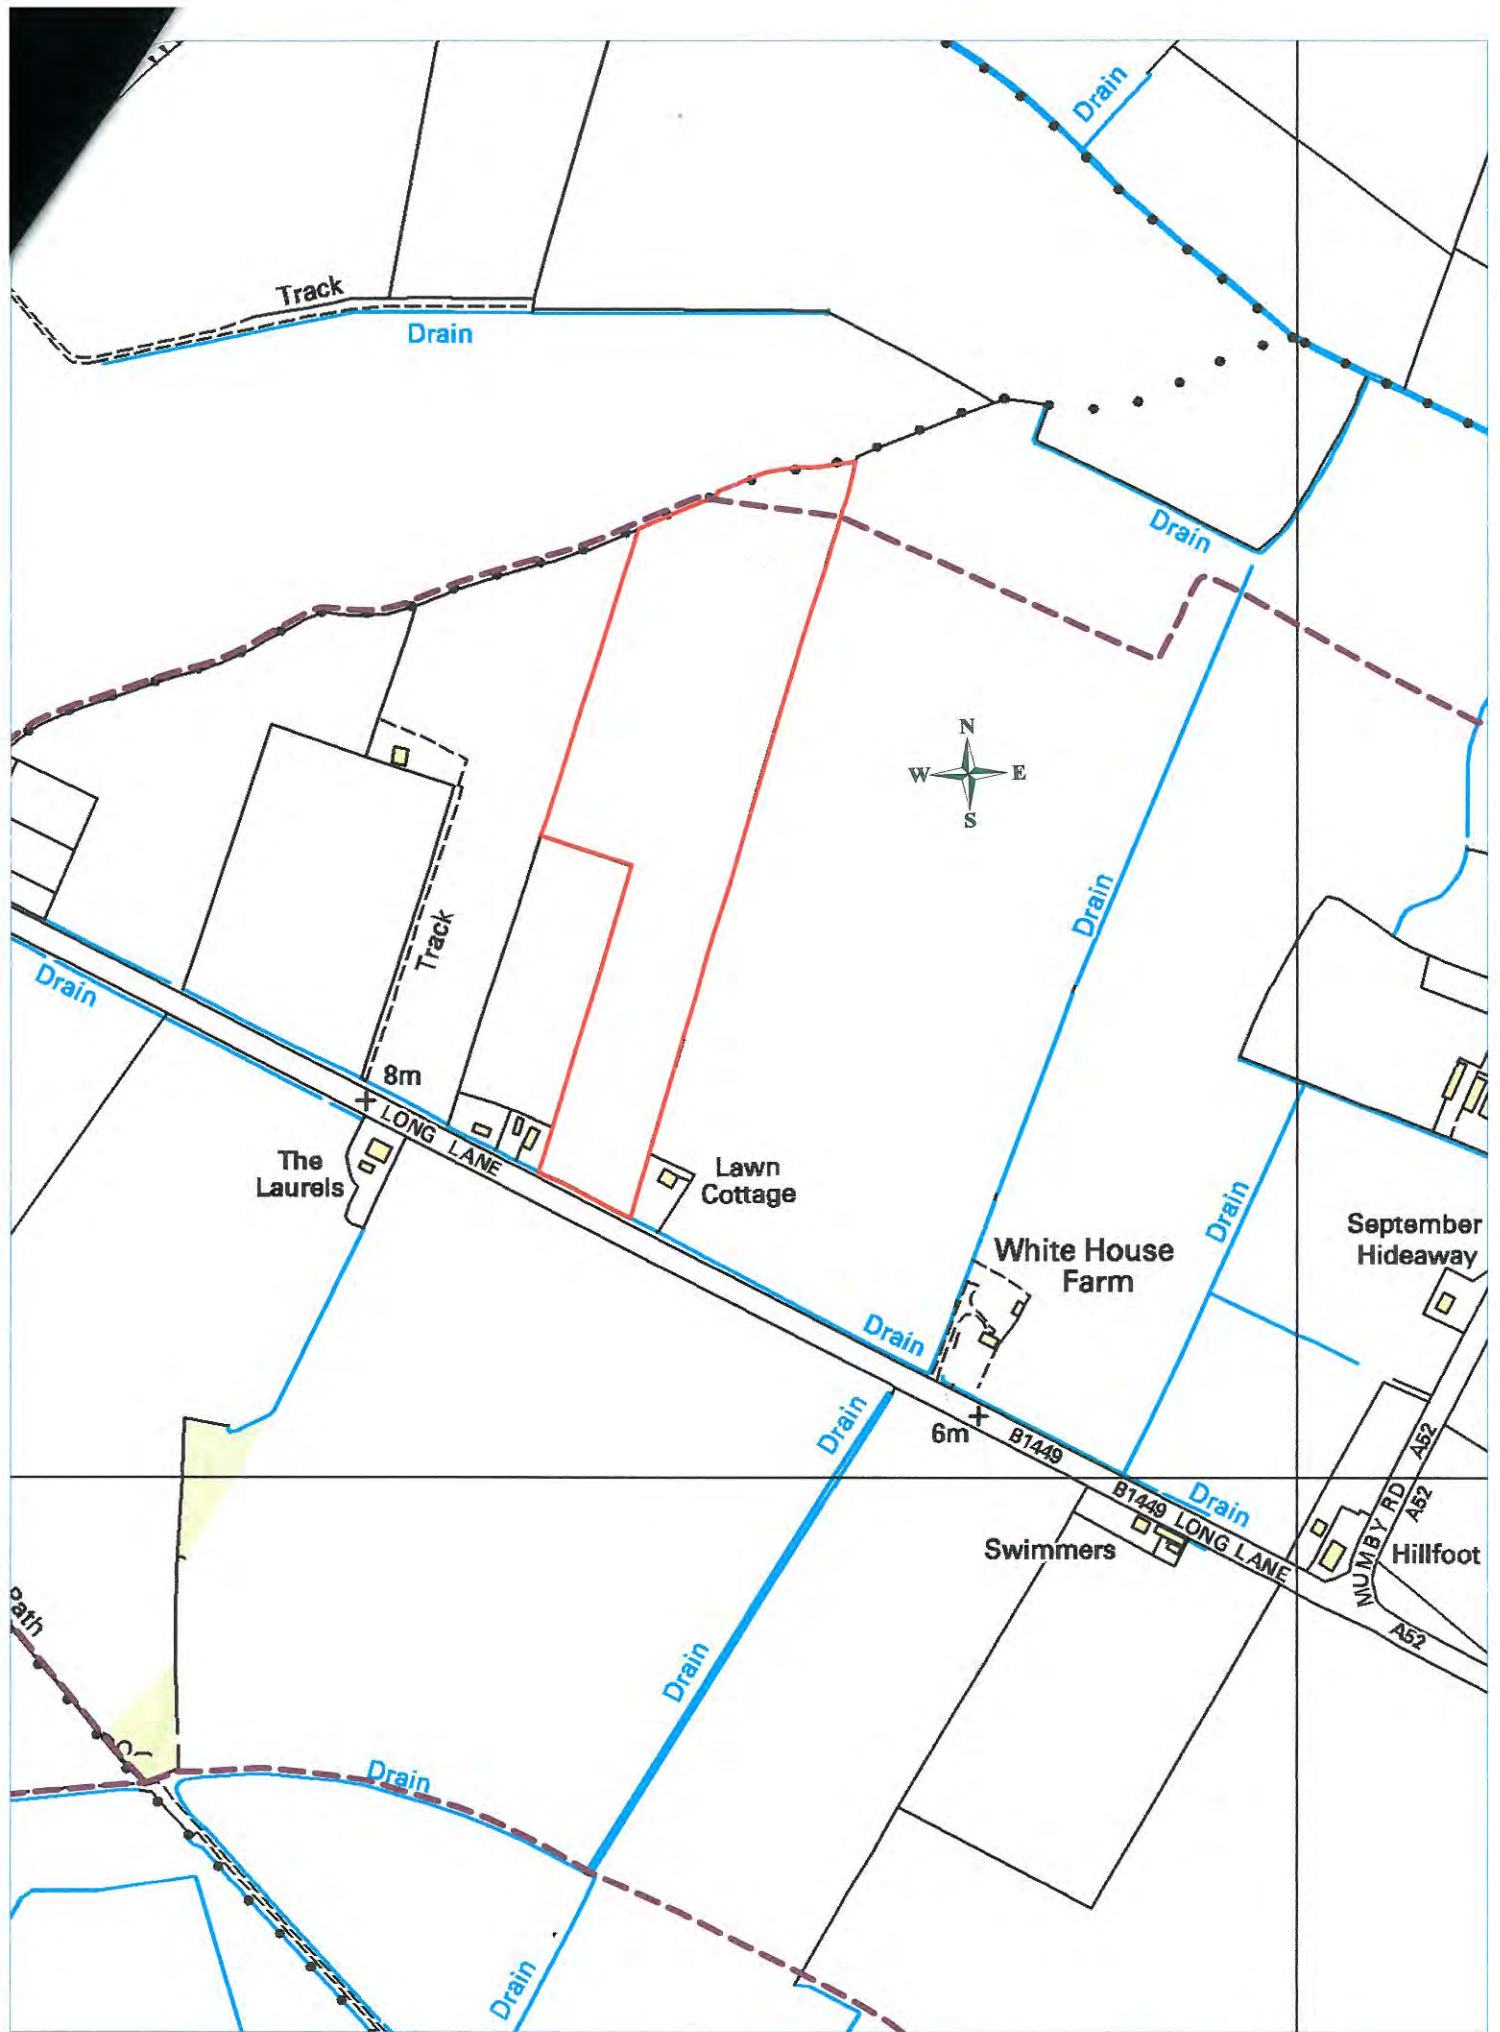 Drain
Track
Drain
Drain
N
W E
S
Drain
Track
Drain
8m
LONG LANE
The
Laurels
Lawn
Cottage
Drain
September
Hideaway
White House
Farm
Drain
Drain
6m
B1449
A52
MUMBY RD
A52
Drain
B1449 LONG LANE
Swimmers
Hillfoot
A52
Path
Drain
Drain
Drain